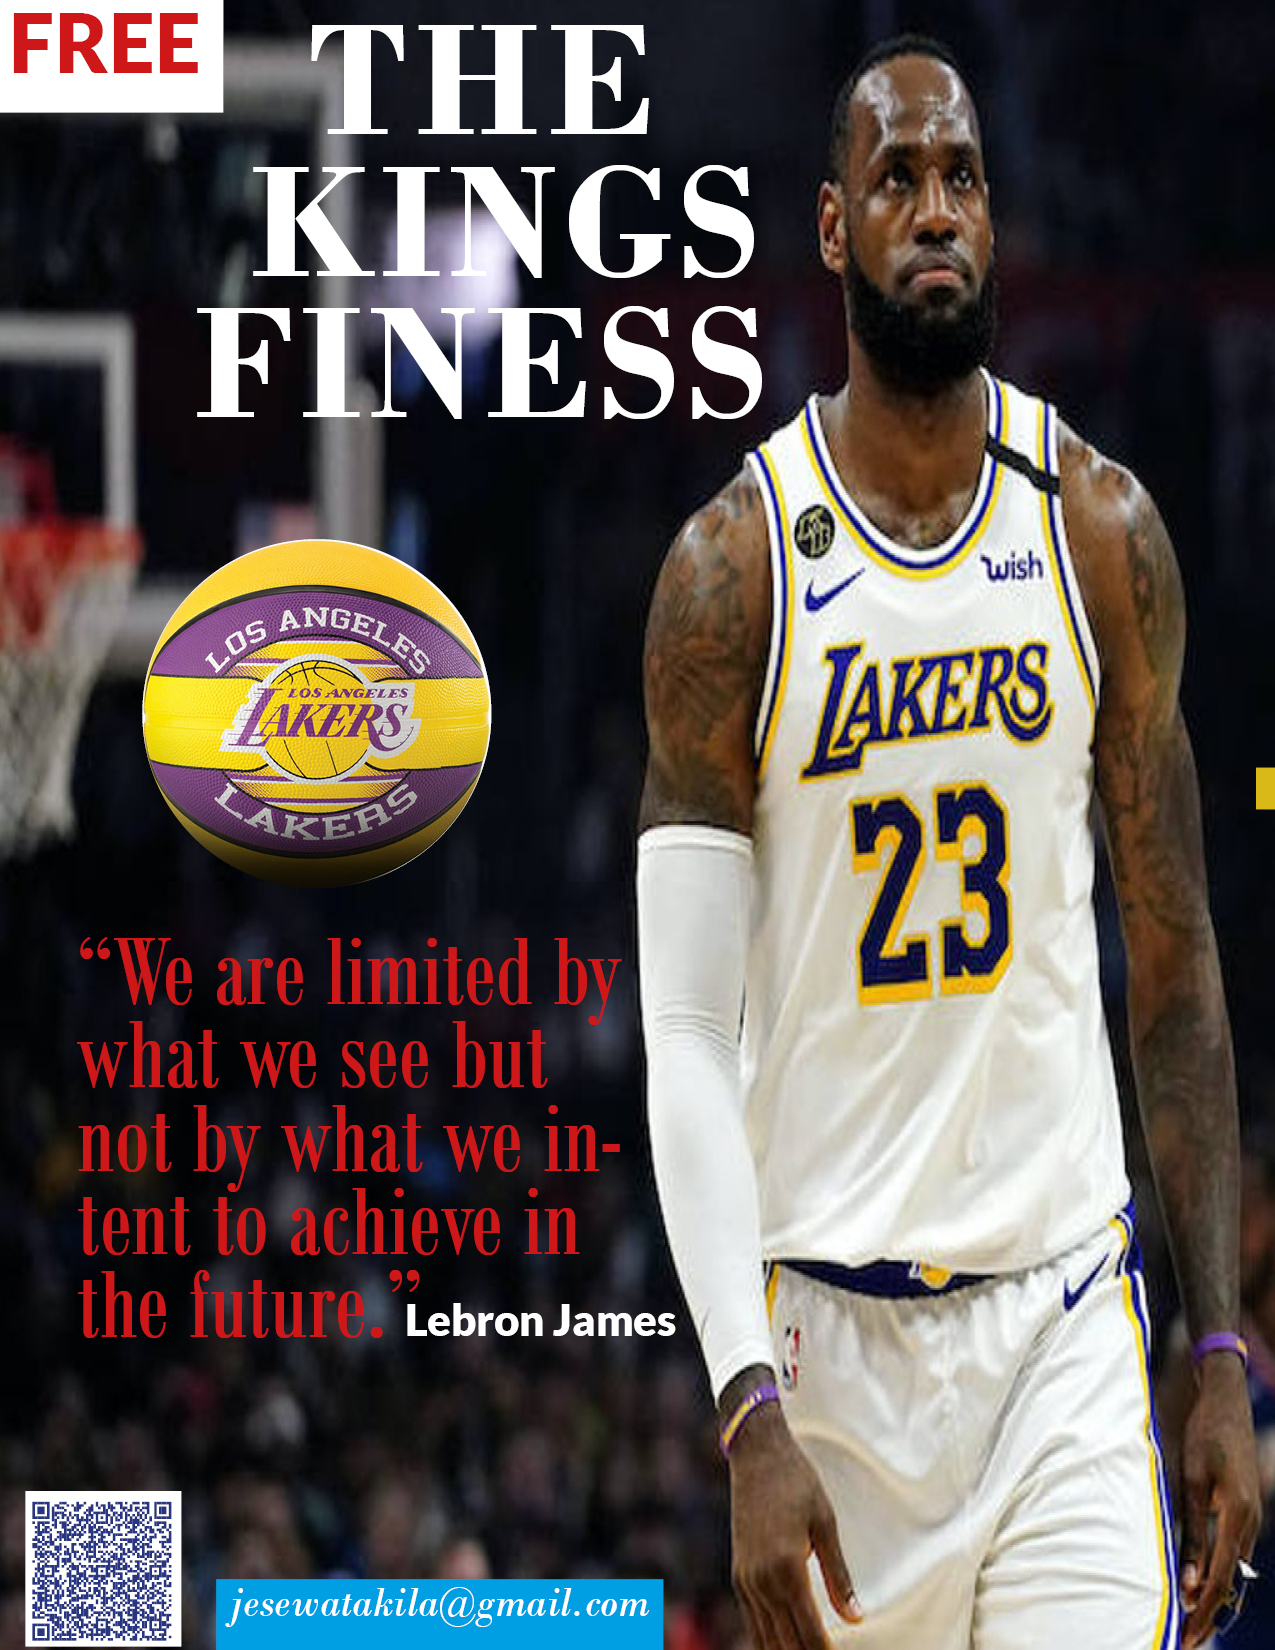 FREE
THE
KINGS
FINESS
wish
LAKERS
23
LOS ANGELES
LOS ANGELES
LAKERS
LAKERS
“We are limited by
what we see but
not by what we in-
tent to achieve in
the future.” Lebron James
jesewatakila@gmail.com